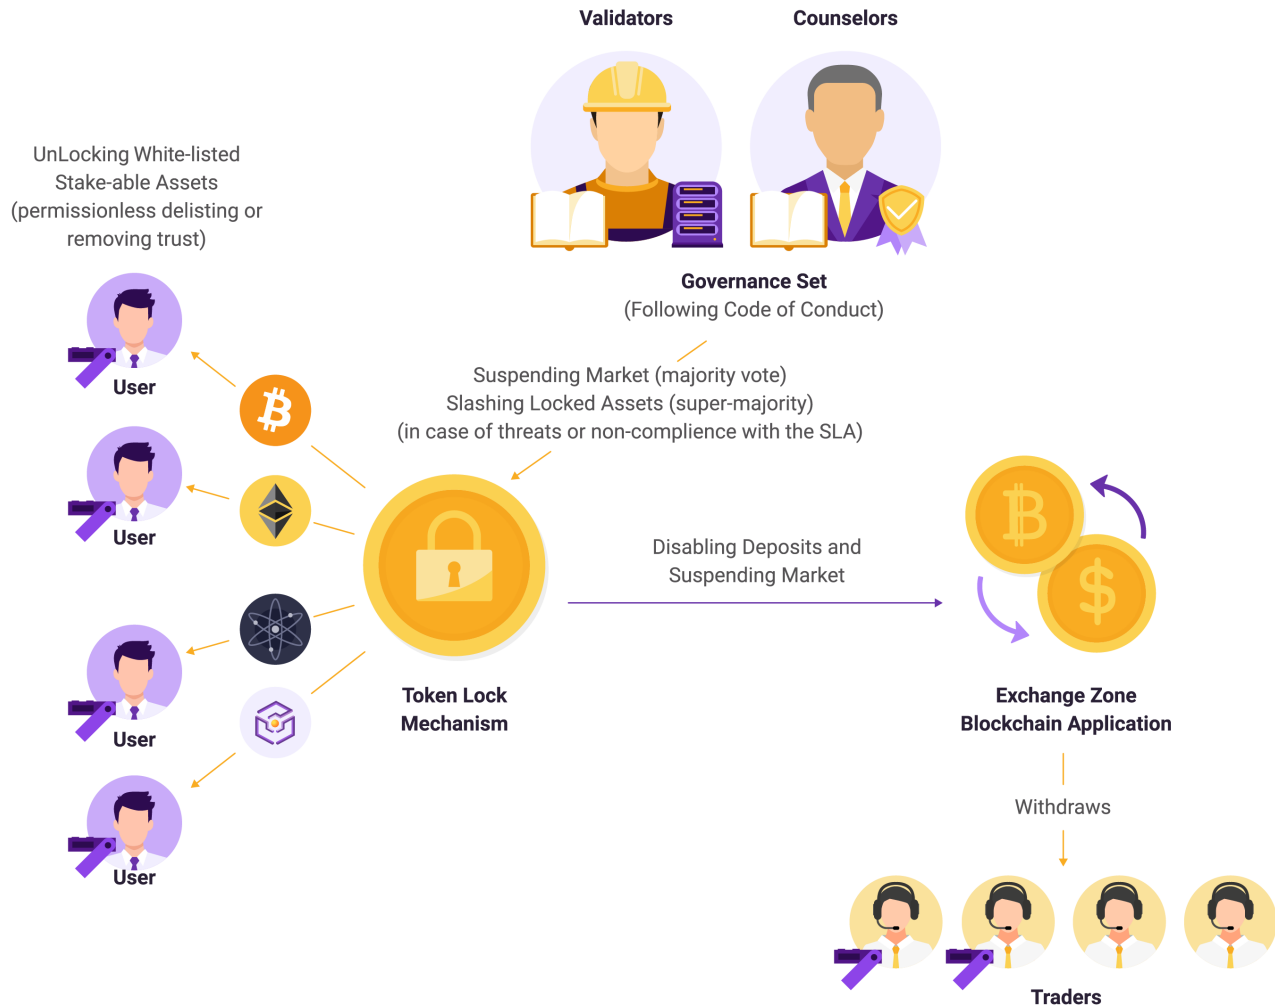 Validators
Counselors
UnLocking White-listed
Stake-able Assets
(permissionless delisting or
removing trust)
Governance Set
(Following Code of Conduct)
Suspending Market (majority vote)
Slashing Locked Assets (super-majority)
(in case of threats or non-complience with the SLA)
User
User
User
User
Disabling Deposits and
Suspending Market
Token Lock
Mechanism
Exchange Zone
Blockchain Application
Withdraws
Traders